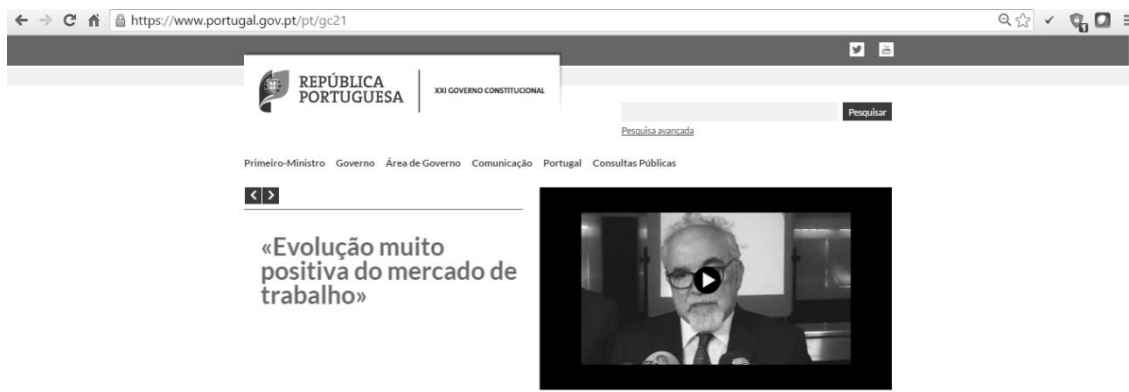 https://www.portugal.gov.pt/pt/gc21
REPÚBLICA
PORTUGUESA
XXI GOVERNO CONSTITUCIONAL
Pesquisar
Pesquisa avançada
Primeiro-Ministro Governo Área de Governo Comunicação Portugal Consultas Públicas
«Evolução muito
positiva do mercado de
trabalho»